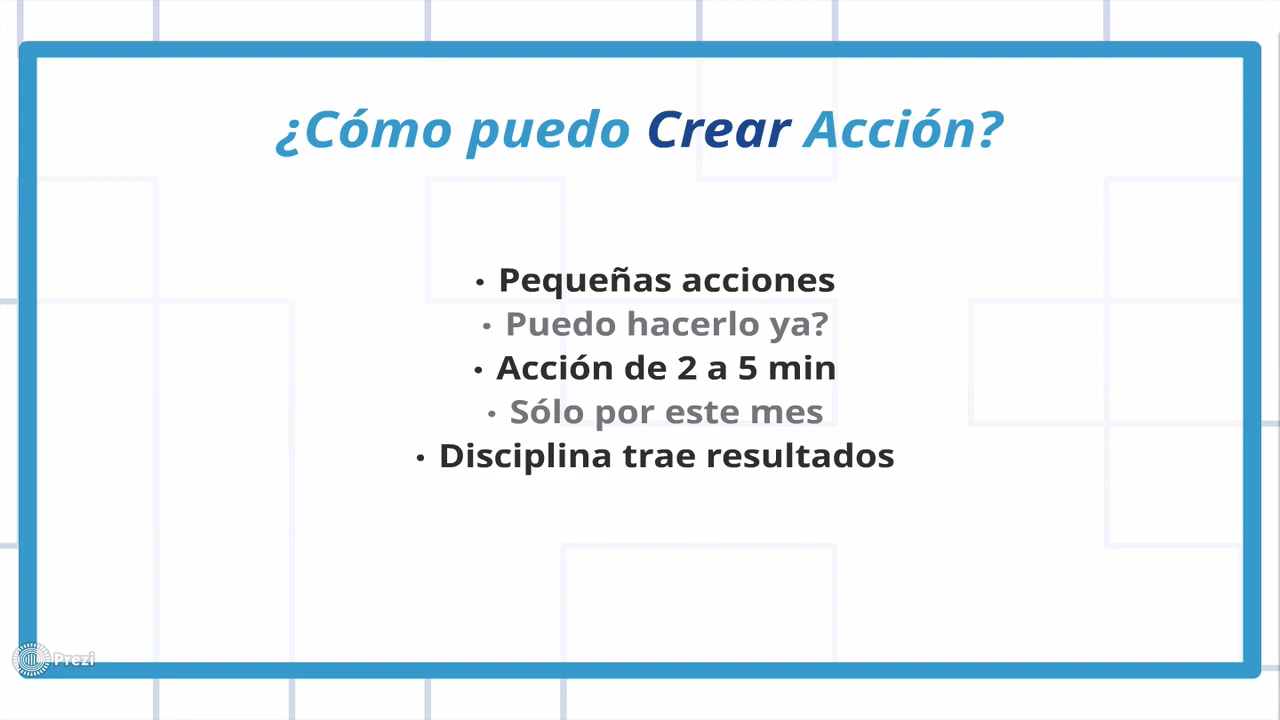 ¿Cómo puedo Crear Acción?
• Pequeñas acciones
• Puedo hacerlo ya?
• Acción de 2 a 5 min
• Sólo por este mes
• Disciplina trae resultados
Prezi